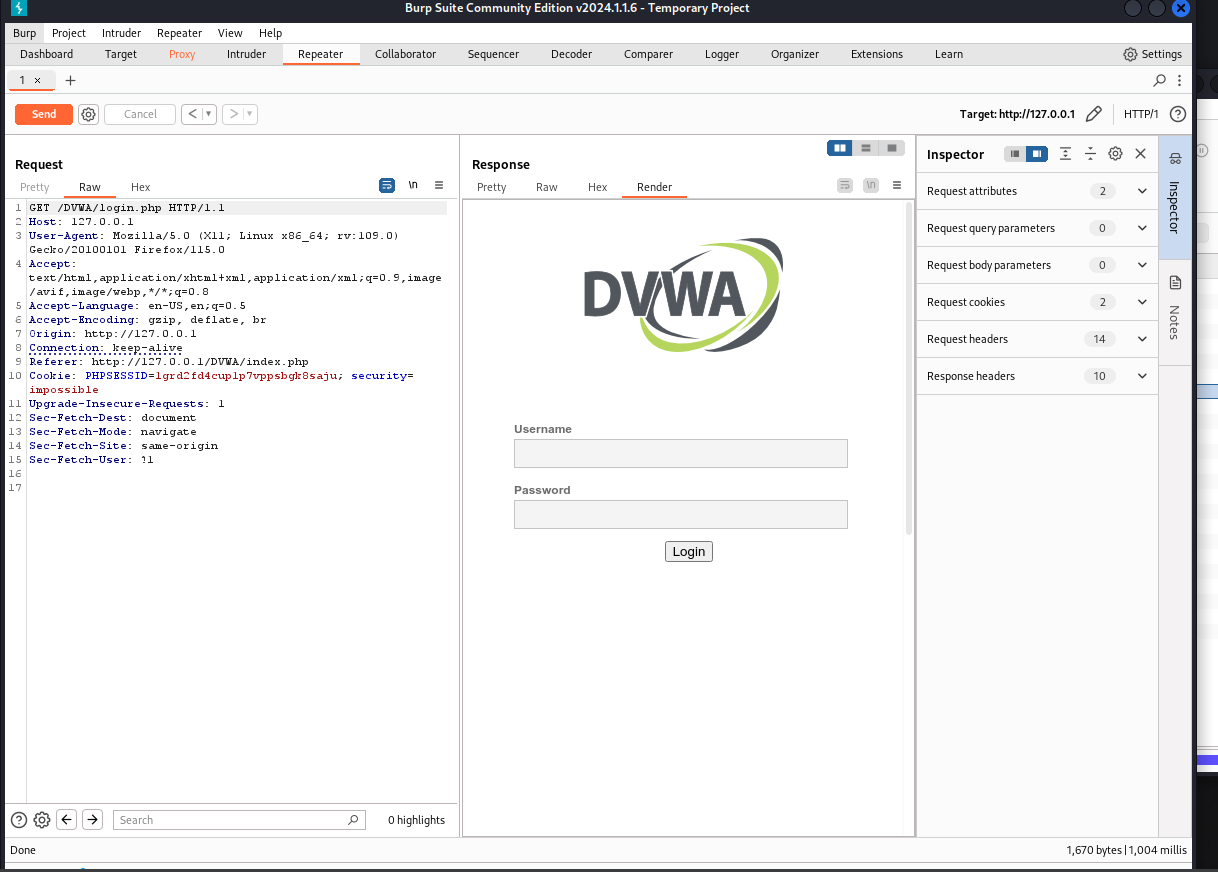 Burp Suite Community Edition v2024.1.1.6 - Temporary Project
Burp Project Intruder Repeater View Help
Dashboard Target Proxy Intruder Repeater Collaborator Sequencer Decoder Comparer Logger Organizer Extensions Learn Settings
1 × +
Send Cancel < > Target: http://127.0.0.1 HTTP/1 ?
Request
Pretty Raw Hex \n
1 GET /DVWA/login.php HTTP/1.1
2 Host: 127.0.0.1
3 User-Agent: Mozilla/5.0 (X11; Linux x86_64; rv:109.0)
Gecko/20100101 Firefox/115.0
4 Accept:
text/html,application/xhtml+xml,application/xml;q=0.9,image
/avif,image/webp,*/*;q=0.8
5 Accept-Language: en-US,en;q=0.5
6 Accept-Encoding: gzip, deflate, br
7 Origin: http://127.0.0.1
8 Connection: keep-alive
9 Referer: http://127.0.0.1/DVWA/index.php
10 Cookie: PHPSESSID=lgrd2fd4cup1p7vppsbgk8saju; security=
impossible
11 Upgrade-Insecure-Requests: 1
12 Sec-Fetch-Dest: document
13 Sec-Fetch-Mode: navigate
14 Sec-Fetch-Site: same-origin
15 Sec-Fetch-User: ?1
16
17
Search
0 highlights
Response
Pretty Raw Hex Render \n
DVWA
Username
Password
Login
Inspector
Request attributes 2
Request query parameters 0
Request body parameters 0
Request cookies 2
Request headers 14
Response headers 10
Inspector
Notes
Done
1,670 bytes | 1,004 millis